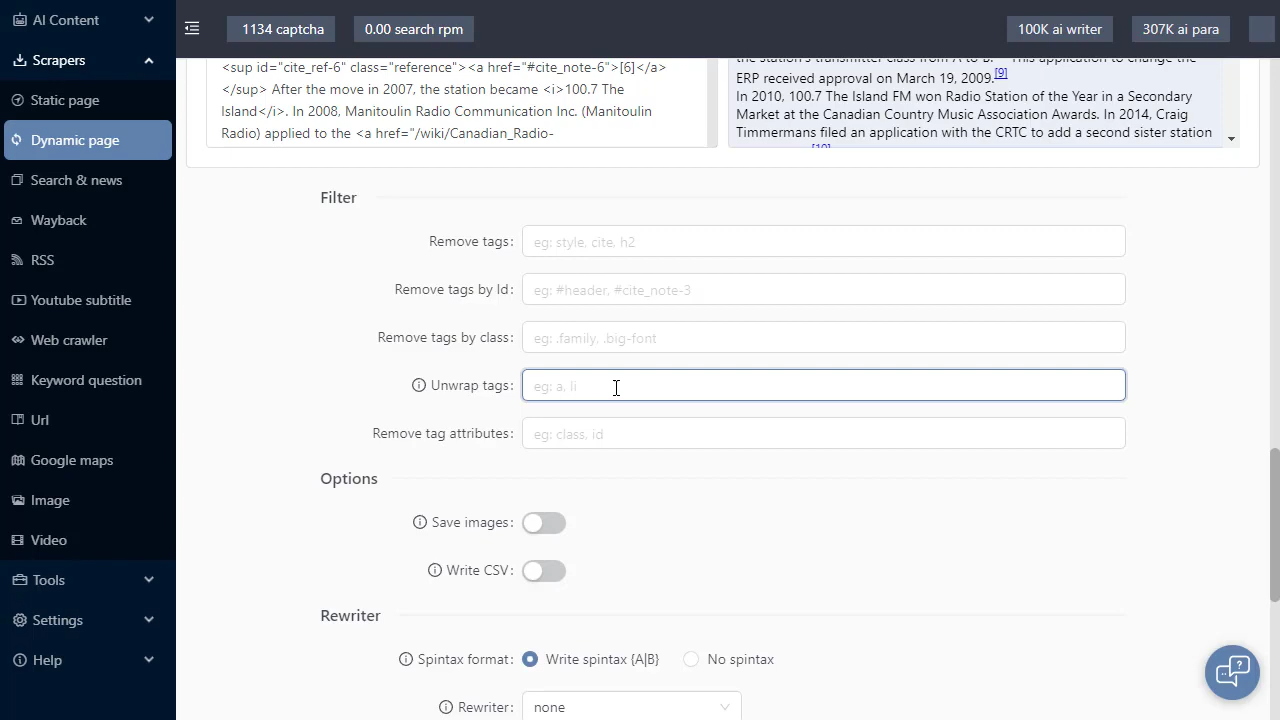 AI Content
1134 captcha
0.00 search rpm
100K ai writer
307K ai para
Scrapers
Static page
Dynamic page
Search & news
Wayback
RSS
Youtube subtitle
Web crawler
Keyword question
Url
Google maps
Image
Video
Tools
Settings
Help
<sup id="cite_ref-6" class="reference"><a href="#cite_note-6">[6]</a>
</sup> After the move in 2007, the station became <i>100.7 The
Island</i>. In 2008, Manitoulin Radio Communication Inc. (Manitoulin
Radio) applied to the <a href="/wiki/Canadian_Radio-
the station's transmitter class from A to B. This application to change the
ERP received approval on March 19, 2009.[9]
In 2010, 100.7 The Island FM won Radio Station of the Year in a Secondary
Market at the Canadian Country Music Association Awards. In 2014, Craig
Timmermans filed an application with the CRTC to add a second sister station
[10]
Filter
Remove tags: eg: style, cite, h2
Remove tags by Id: eg: #header, #cite_note-3
Remove tags by class: eg: .family, .big-font
Unwrap tags: eg: a, li
Remove tag attributes: eg: class, id
Options
Save images:
Write CSV:
Rewriter
Spintax format: Write spintax {A|B} No spintax
Rewriter: none